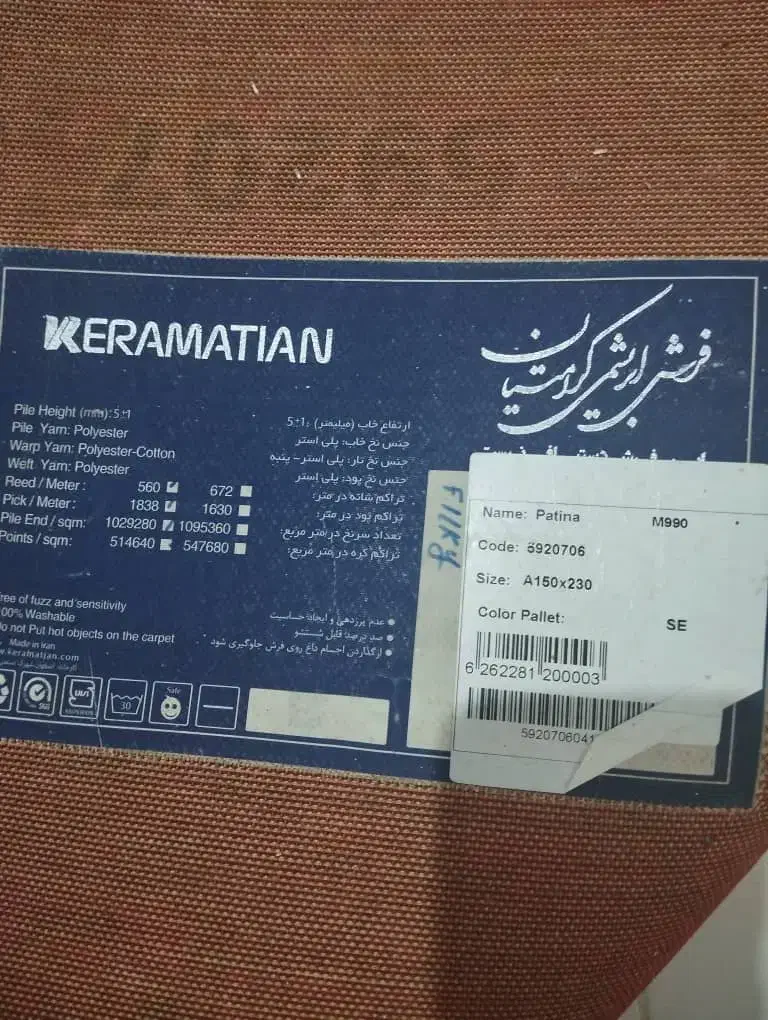 KERAMATIAN
فرش ابریشمی کرامتیان
Pile Height (mm): 5±1
Pile Yarn: Polyester
Warp Yarn: Polyester-Cotton
Weft Yarn: Polyester
Reed / Meter: 560 672
Pick / Meter: 1838 1630
Pile End / sqm: 1029280 1095360
Points / sqm: 514640 547680
ارتفاع خاب (میلیمتر): 5±1
جنس نخ خاب: پلی استر
جنس نخ تار: پلی استر - پنبه
جنس نخ پود: پلی استر
تراکم شانه در متر:
تراکم پود در متر:
تعداد سرنخ در متر مربع:
تراکم گره در متر مربع:
ree of fuzz and sensitivity
00% Washable
o not Put hot objects on the carpet
Made in Iran
w.keramatian.com
● عدم پرزدهی و ایجاد حساسیت
● صد درصد قابل شستشو
● از گذاردن اجسام داغ روی فرش جلوگیری شود
SGS
30
Safe
Name: Patina M990
Code: 5920706
Size: A150x230
Color Pallet: SE
6 262281 200003
592070604